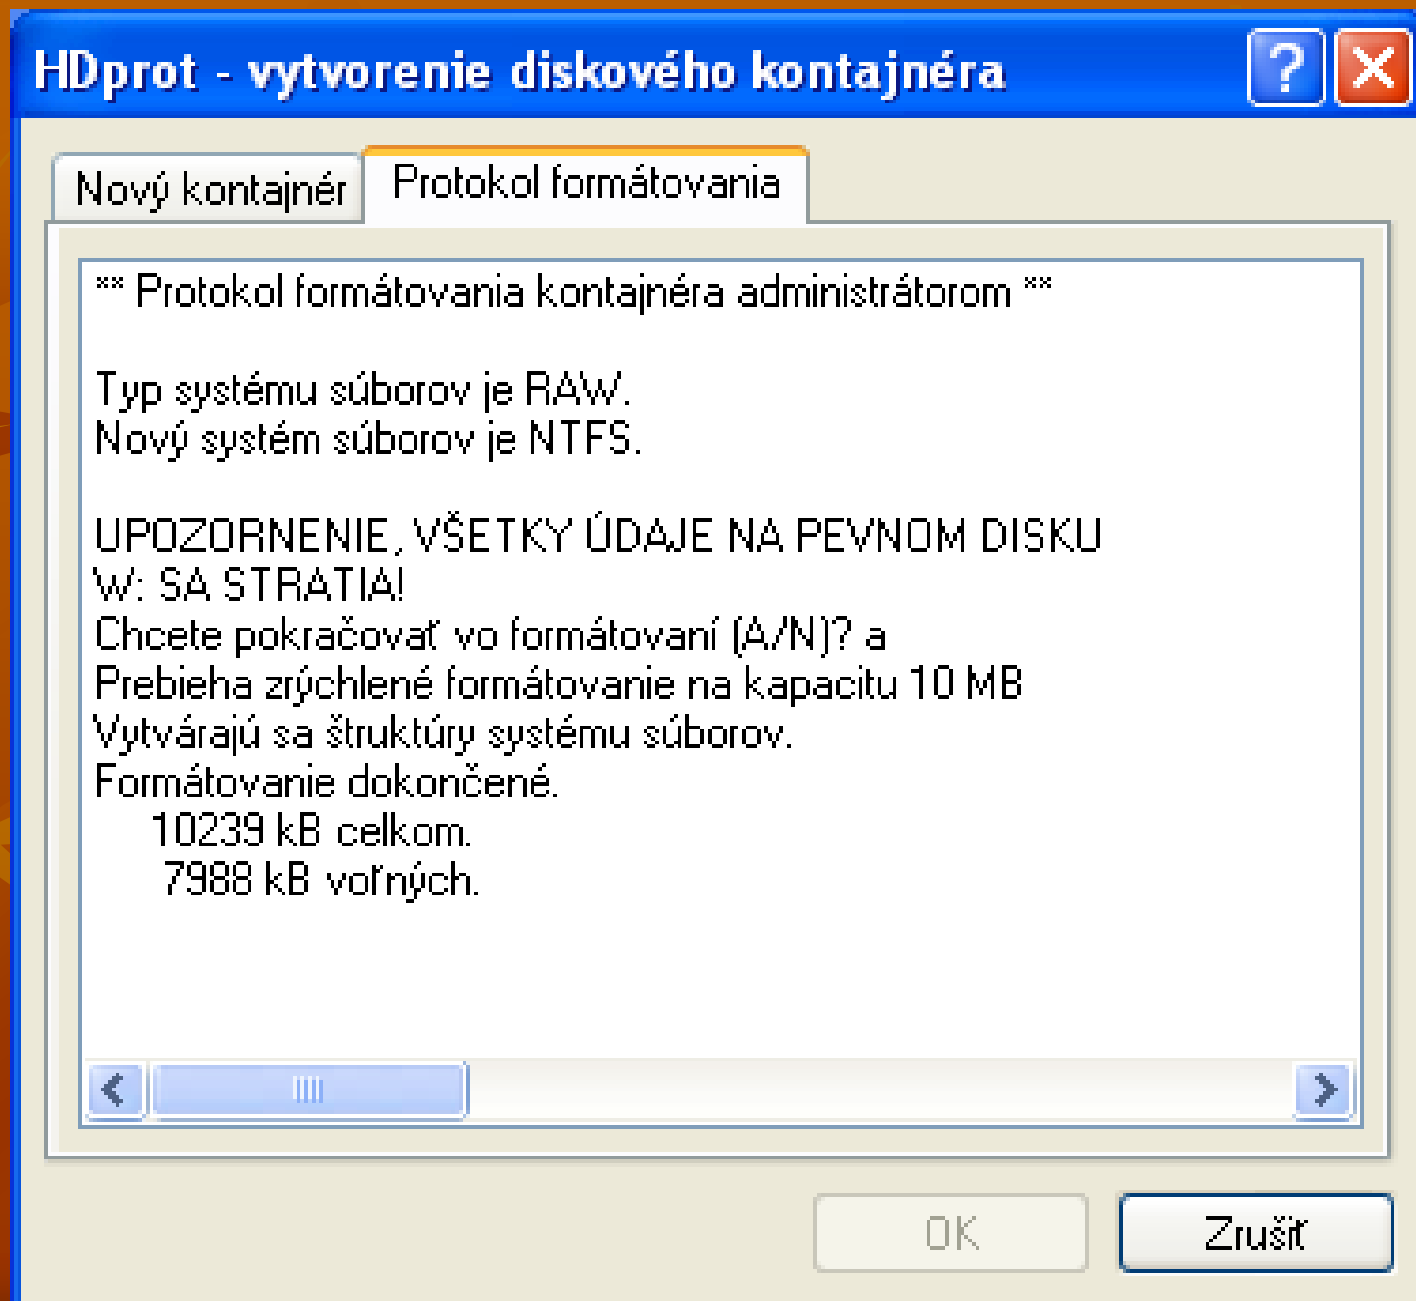 HDprot - vytvorenie diskového kontajnéra
Nový kontajnér
Protokol formátovania
** Protokol formátovania kontajnéra administrátorom **
Typ systému súborov je RAW.
Nový systém súborov je NTFS.
UPOZORNENIE, VŠETKY ÚDAJE NA PEVNOM DISKU
W: SA STRATIA!
Chcete pokračovať vo formátovaní (A/N)? a
Prebieha zrýchlené formátovanie na kapacitu 10 MB
Vytvárajú sa štruktúry systému súborov.
Formátovanie dokončené.
10239 kB celkom.
7988 kB voľných.
OK
Zrušiť